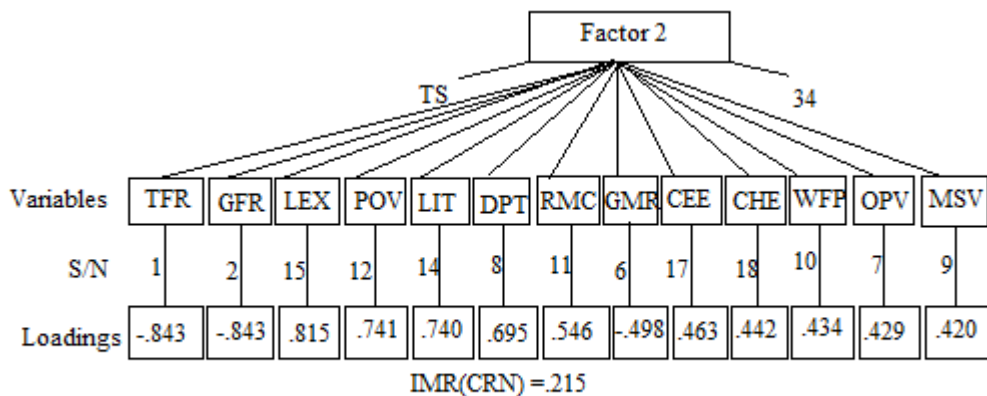 Factor 2
TS 34
Variables TFR GFR LEX POV LIT DPT RMC GMR CEE CHE WFP OPV MSV
S/N 1 2 15 12 14 8 11 6 17 18 10 7 9
Loadings -.843 -.843 .815 .741 .740 .695 .546 -.498 .463 .442 .434 .429 .420
IMR(CRN) =.215